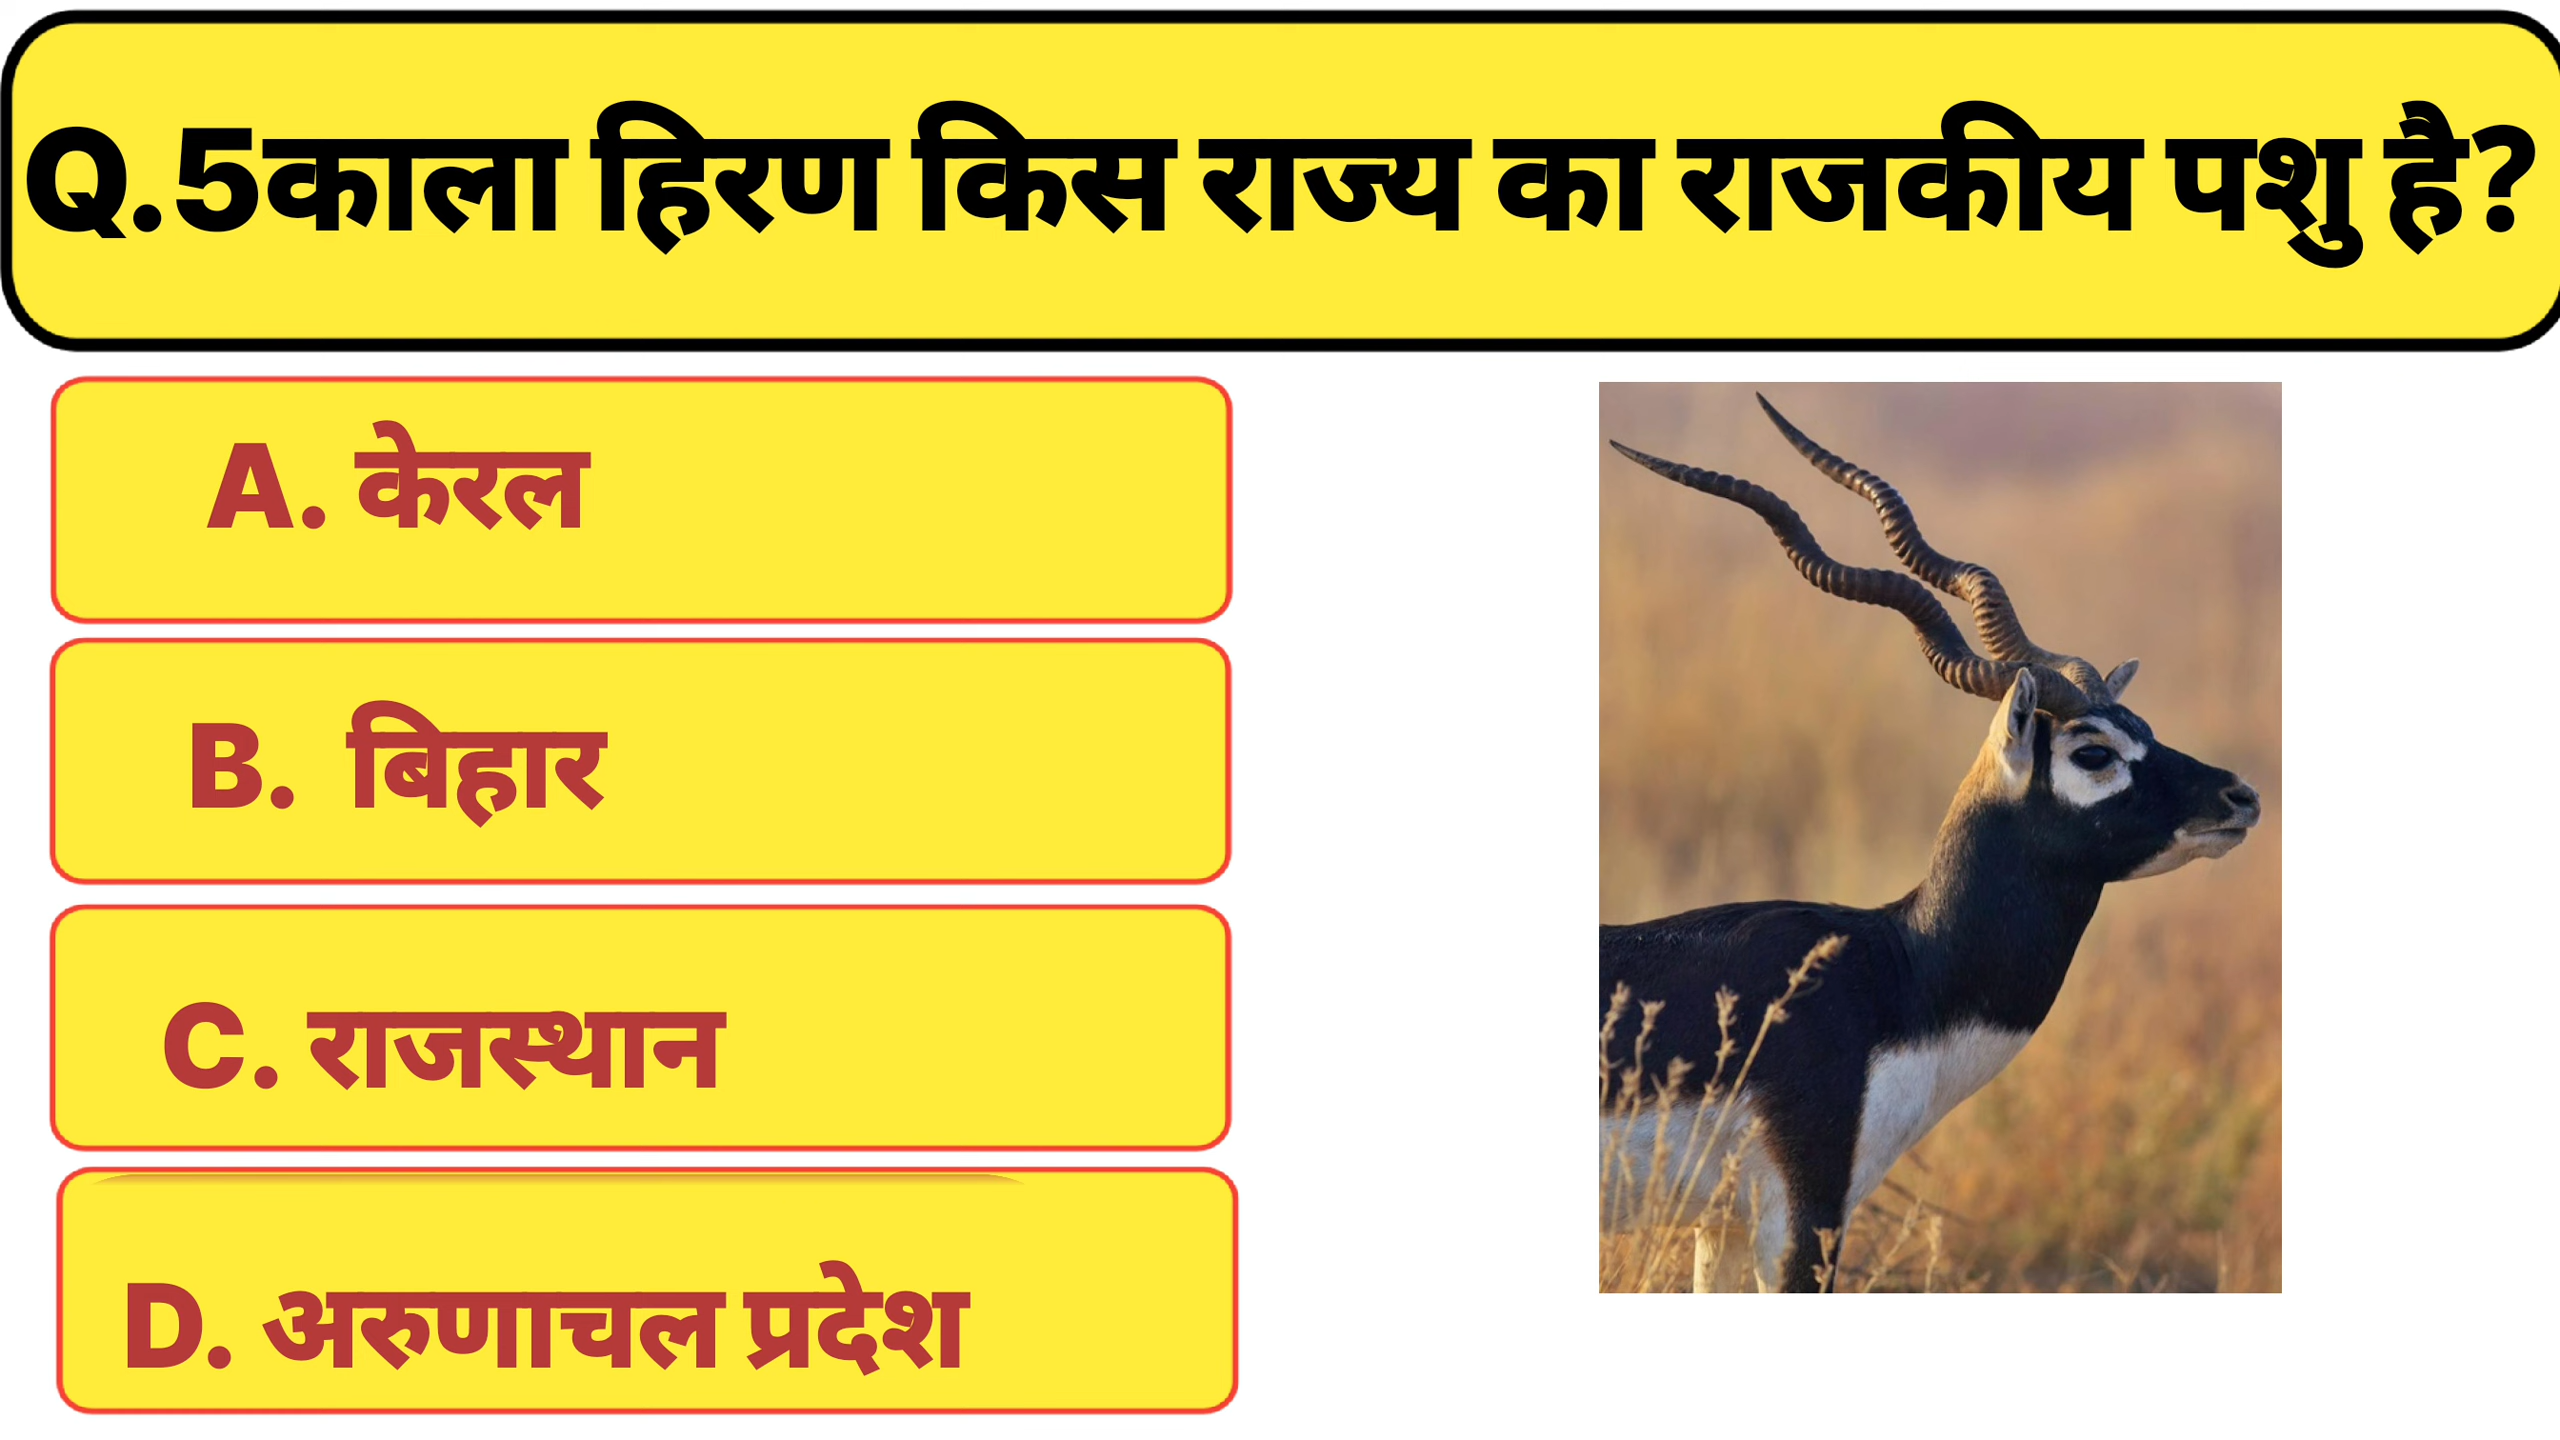 Q.5काला हिरण किस राज्य का राजकीय पशु है?
A. केरल
B. बिहार
C. राजस्थान
D. अरुणाचल प्रदेश